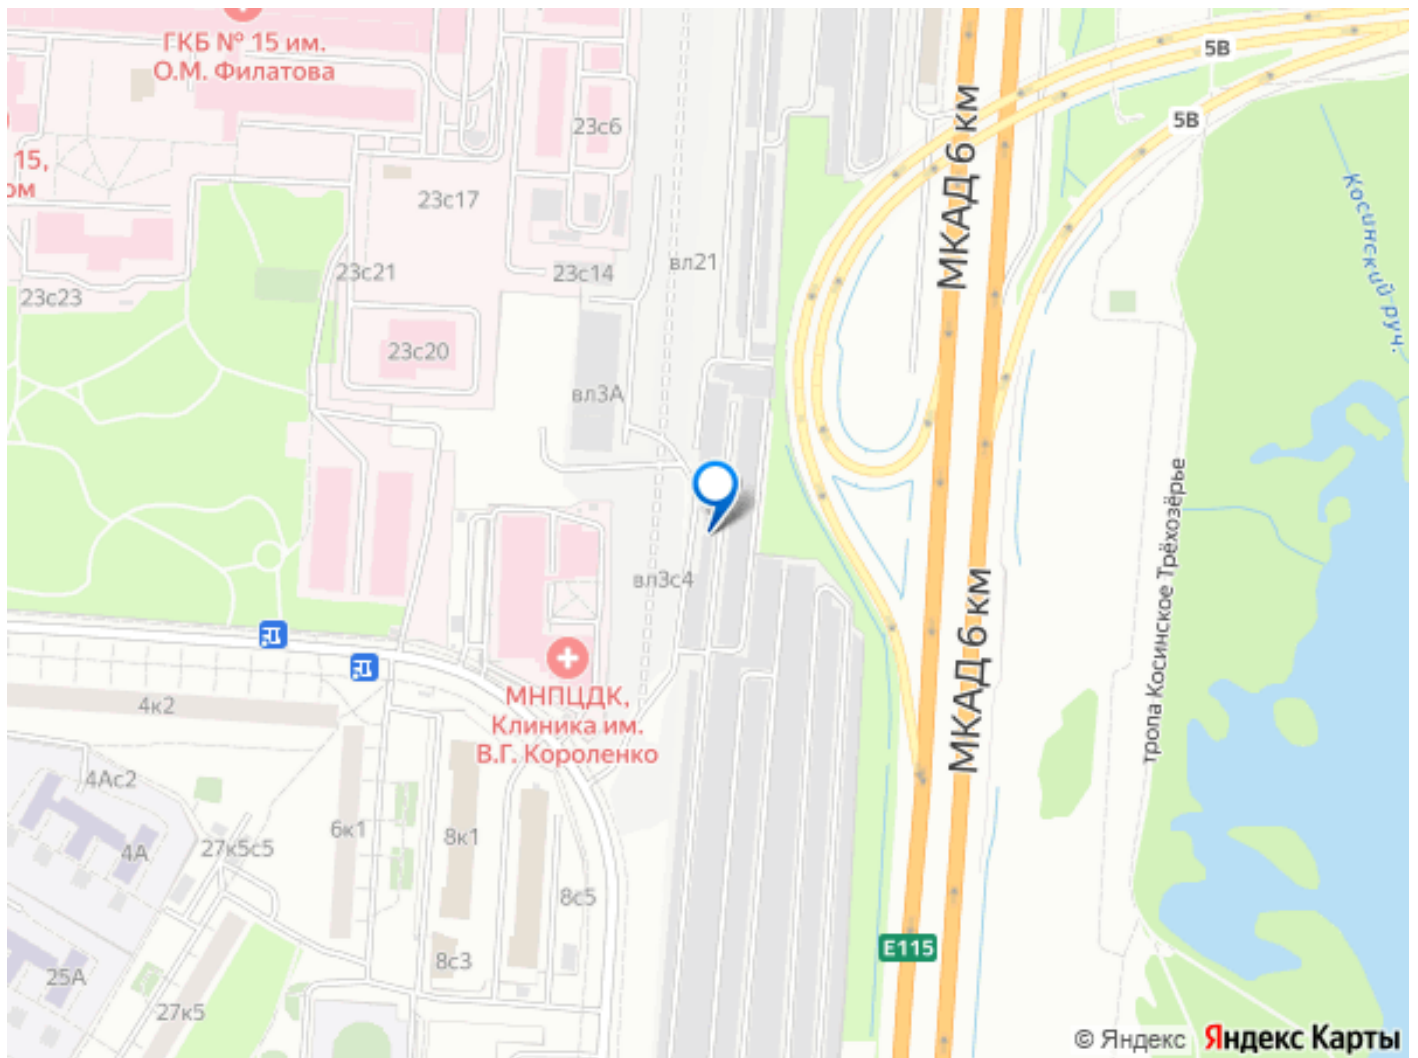 ГКБ № 15 им.
О.М. Филатова
5В
5В
МКАД 6 км
23с6
15,
ом
23с17
Косинский руч.
вл21
23с21
23с14
23с23
23с20
вл3А
тропа Косинское Трёхозёрье
вл3с4
МКАД 6 км
МНПЦДК,
Клиника им.
В.Г. Короленко
4к2
4Ас2
6к1
8к1
27к5с5
4А
8с5
Е115
8с3
25А
27к5
© Яндекс Яндекс Карты